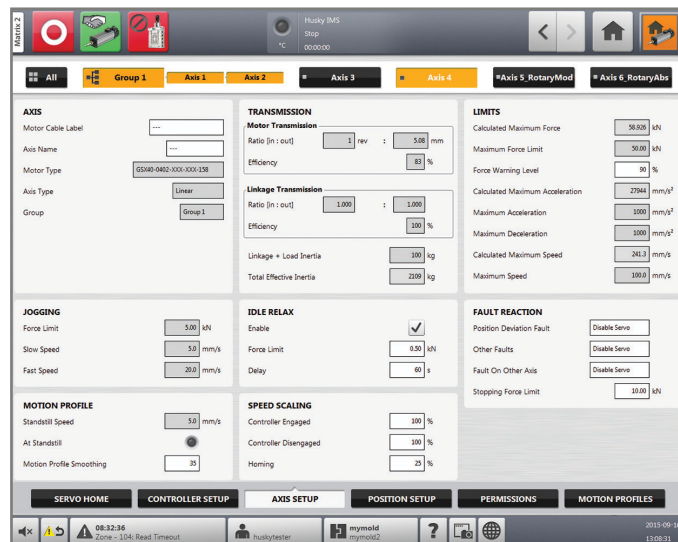 Matrix 2
Husky IMS
Stop
°C 00:00:00
All Group 1 Axis 1 Axis 2 Axis 3 Axis 4 Axis 5_RotaryMod Axis 6_RotaryAbs
AXIS
Motor Cable Label ---
Axis Name ---
Motor Type GSX40-0402-XXX-XXX-158
Axis Type Linear
Group Group 1
TRANSMISSION
Motor Transmission
Ratio [in : out] 1 rev : 5.08 mm
Efficiency 83 %
Linkage Transmission
Ratio [in : out] 1.000 : 1.000
Efficiency 100 %
Linkage + Load Inertia 100 kg
Total Effective Inertia 2109 kg
LIMITS
Calculated Maximum Force 58.926 kN
Maximum Force Limit 50.00 kN
Force Warning Level 90 %
Calculated Maximum Acceleration 27944 mm/s²
Maximum Acceleration 1000 mm/s²
Maximum Deceleration 1000 mm/s²
Calculated Maximum Speed 241.3 mm/s
Maximum Speed 100.0 mm/s
JOGGING
Force Limit 5.00 kN
Slow Speed 5.0 mm/s
Fast Speed 20.0 mm/s
IDLE RELAX
Enable
Force Limit 0.50 kN
Delay 60 s
FAULT REACTION
Position Deviation Fault Disable Servo
Other Faults Disable Servo
Fault On Other Axis Disable Servo
Stopping Force Limit 10.00 kN
MOTION PROFILE
Standstill Speed 5.0 mm/s
At Standstill
Motion Profile Smoothing 35
SPEED SCALING
Controller Engaged 100 %
Controller Disengaged 100 %
Homing 25 %
SERVO HOME CONTROLLER SETUP AXIS SETUP POSITION SETUP PERMISSIONS MOTION PROFILES
08:32:36
Zone - 104: Read Timeout
huskytester
mymold
mymold2
?
2015-09-16
13:08:31